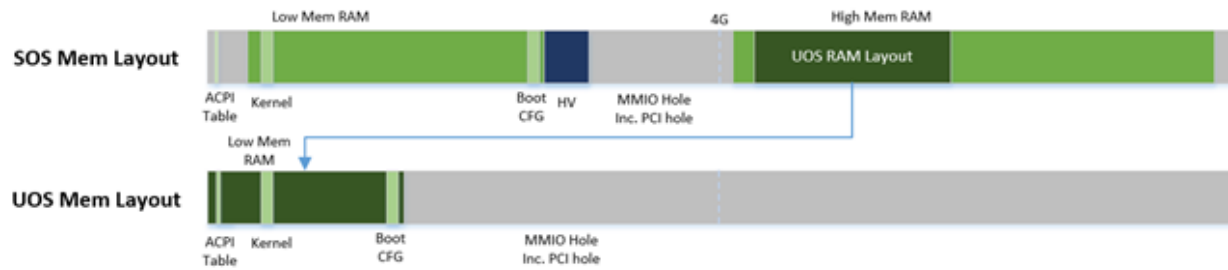 Low Mem RAM
4G
High Mem RAM
SOS Mem Layout
UOS RAM Layout
ACPI
Table
Kernel
Boot
CFG
HV
MMIO Hole
Inc. PCI hole
Low Mem
RAM
UOS Mem Layout
ACPI
Table
Kernel
Boot
CFG
MMIO Hole
Inc. PCI hole